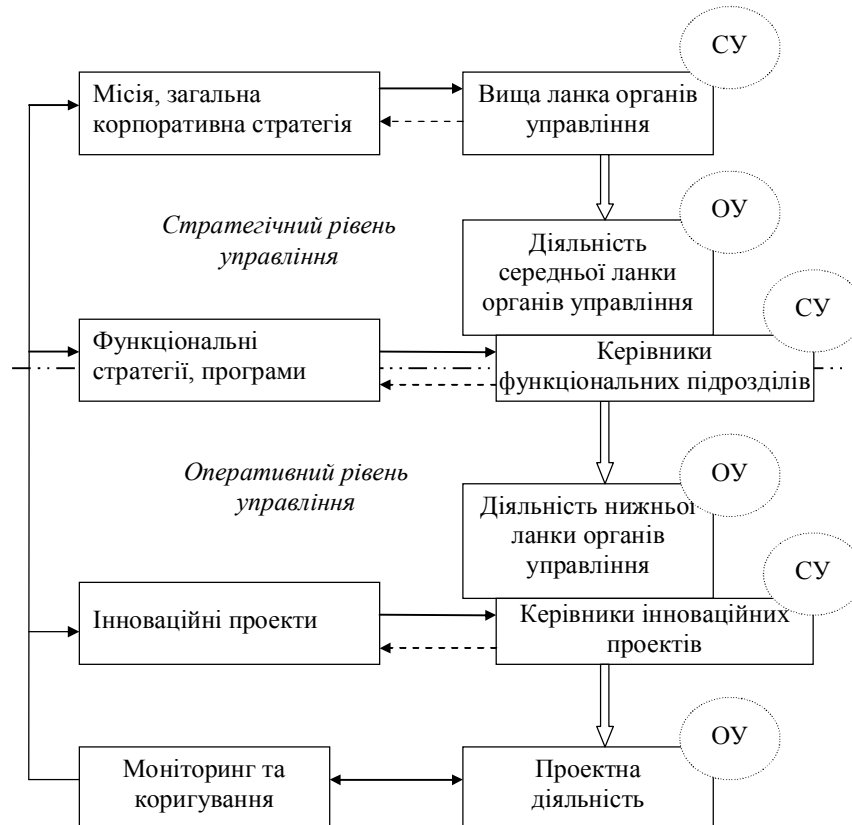 СУ
Місія, загальна
корпоративна стратегія
Вища ланка органів
управління
ОУ
Стратегічний рівень
управління
Діяльність
середньої ланки
органів управління
СУ
Функціональні
стратегії, програми
Керівники
функціональних підрозділів
Оперативний рівень
управління
ОУ
Діяльність нижньої
ланки органів
управління
СУ
Інноваційні проекти
Керівники інноваційних
проектів
ОУ
Моніторинг та
коригування
Проектна
діяльність